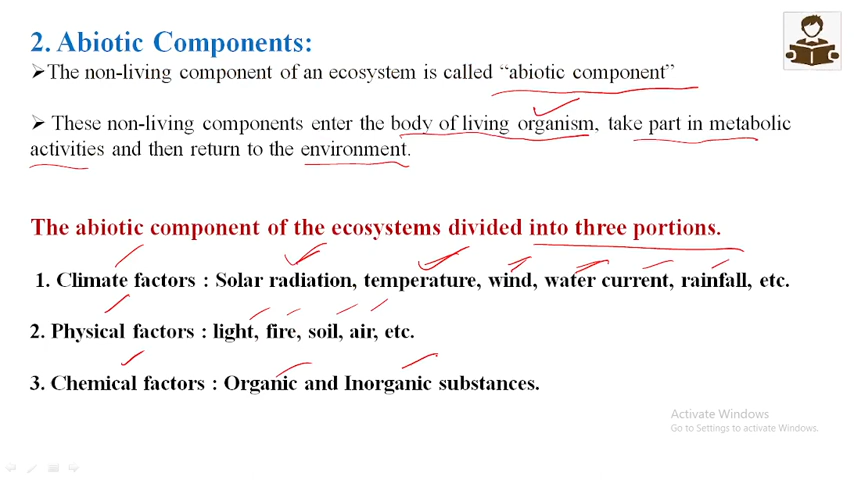 2. Abiotic Components:
➢The non-living component of an ecosystem is called “abiotic component”
➢ These non-living components enter the body of living organism, take part in metabolic
activities and then return to the environment.
The abiotic component of the ecosystems divided into three portions.
1. Climate factors : Solar radiation, temperature, wind, water current, rainfall, etc.
2. Physical factors : light, fire, soil, air, etc.
3. Chemical factors : Organic and Inorganic substances.
Activate Windows
Go to Settings to activate Windows.